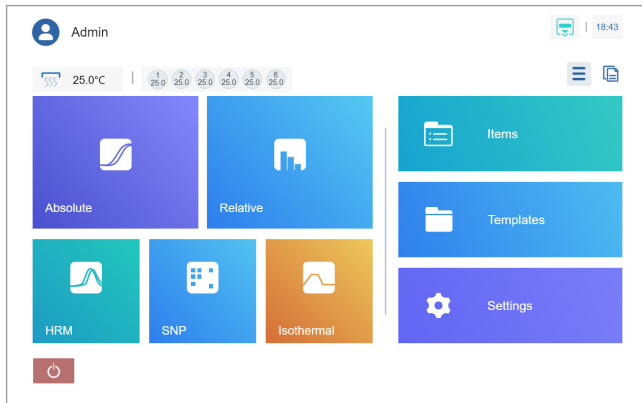 Admin
18:43
25.0°C
1 2 3 4 5 6
25.0 25.0 25.0 25.0 25.0 25.0
Absolute
Relative
Items
Templates
HRM
SNP
Isothermal
Settings